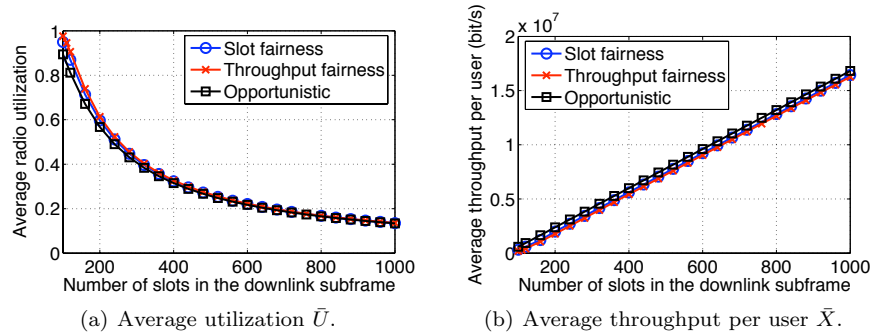 1
0.8
0.6
0.4
0.2
0
200 400 600 800 1000
Average radio utilization
Number of slots in the downlink subframe
Slot fairness
Throughput fairness
Opportunistic
(a) Average utilization Ū.
x 10⁷
2
1.5
1
0.5
0
200 400 600 800 1000
Average throughput per user (bit/s)
Number of slots in the downlink subframe
Slot fairness
Throughput fairness
Opportunistic
(b) Average throughput per user X̄.